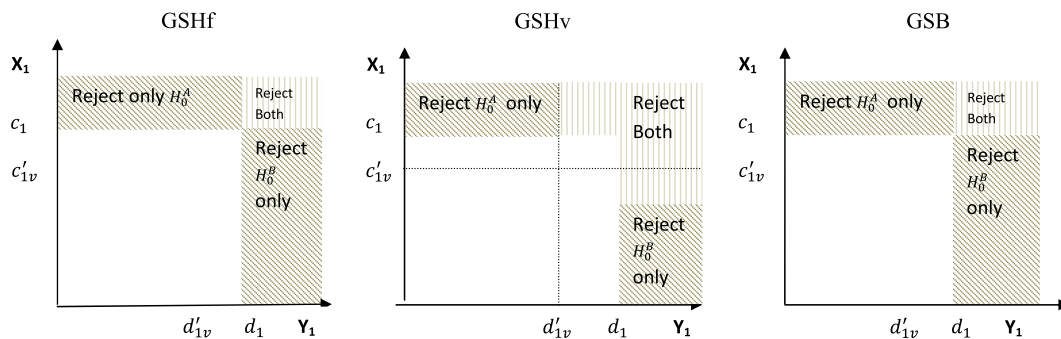 GSHf
X₁
Reject only H₀ᴬ
Reject
Both
c₁
Reject
H₀ᴮ
only
c′₁ᵥ
d′₁ᵥ d₁ Y₁
GSHv
X₁
Reject H₀ᴬ only
Reject
Both
c₁
c′₁ᵥ
Reject
H₀ᴮ
only
d′₁ᵥ d₁ Y₁
GSB
X₁
Reject H₀ᴬ only
Reject
Both
c₁
Reject
H₀ᴮ
only
c′₁ᵥ
d′₁ᵥ d₁ Y₁